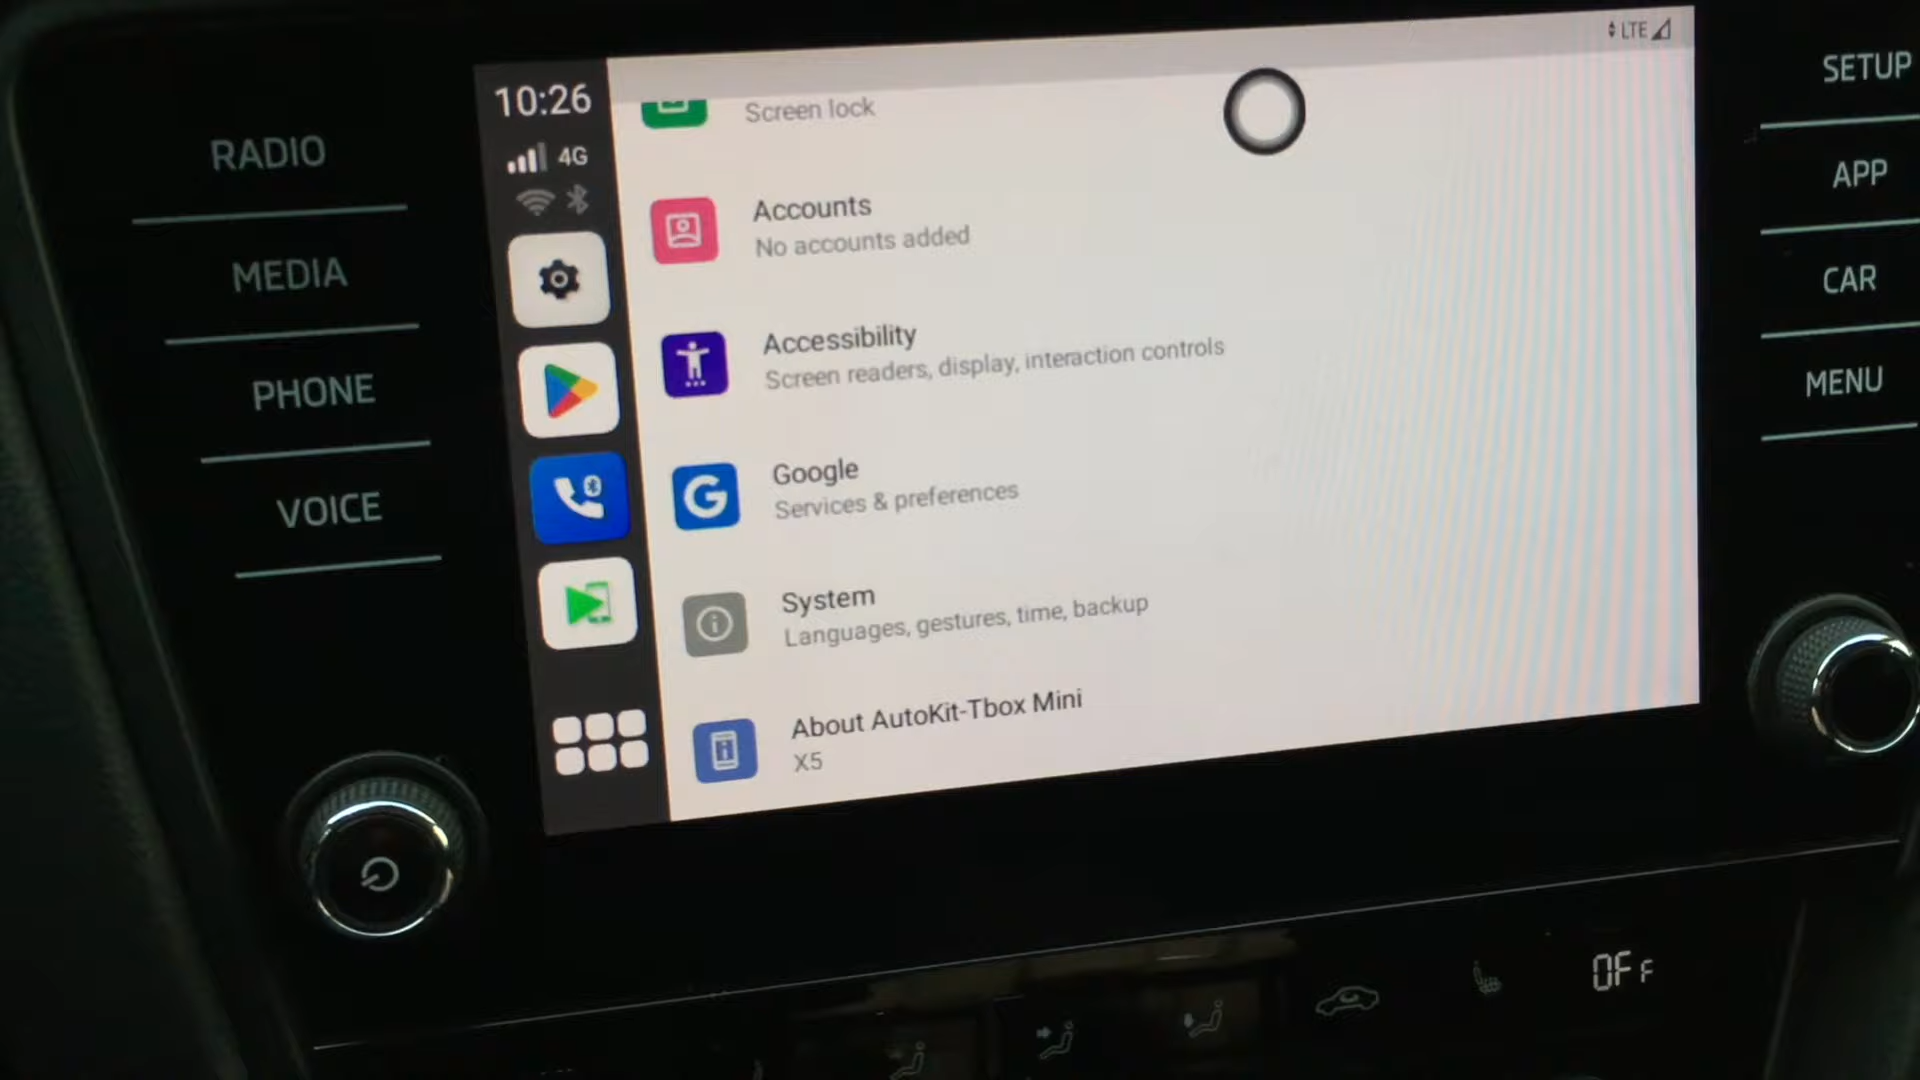 RADIO
MEDIA
PHONE
VOICE
10:26
4G
LTE
Screen lock
Accounts
No accounts added
Accessibility
Screen readers, display, interaction controls
Google
Services & preferences
System
Languages, gestures, time, backup
About AutoKit-Tbox Mini
X5
SETUP
APP
CAR
MENU
OFF